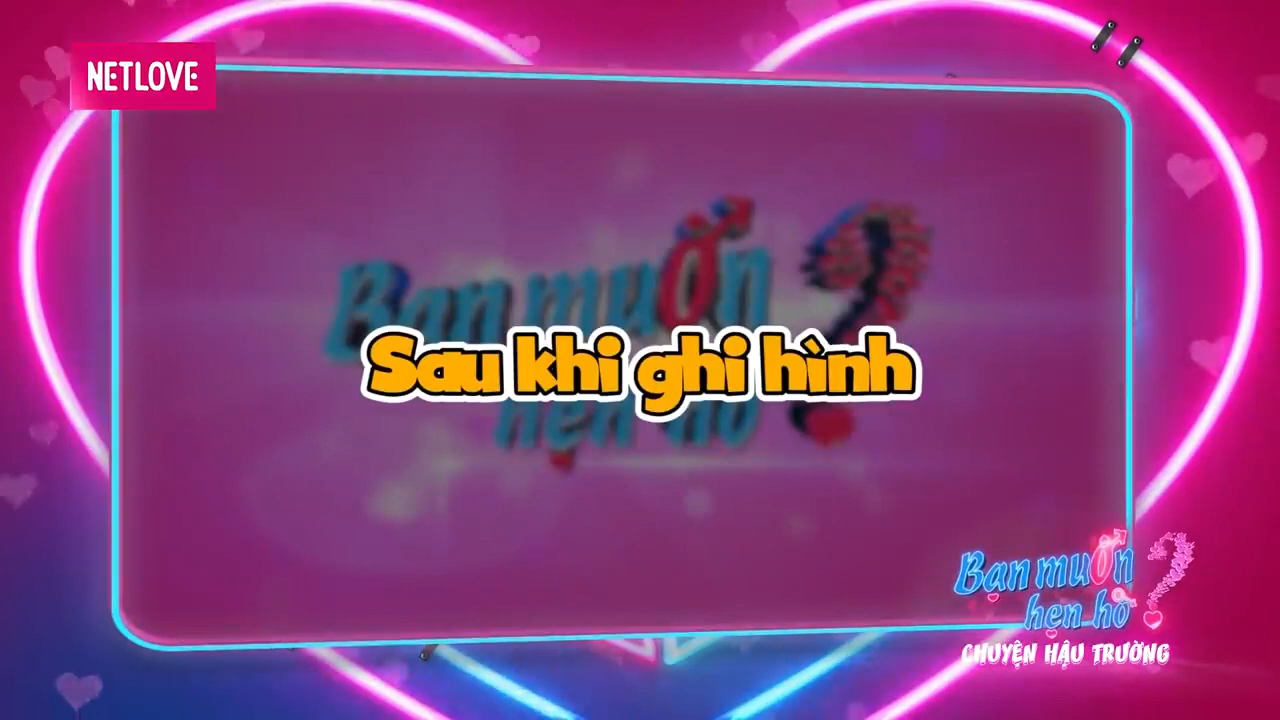 NETLOVE
Bạn muốn
Sau khi ghi hình
hẹn hò
?
Bạn muốn
hẹn hò
?
CHUYỆN HẬU TRƯỜNG